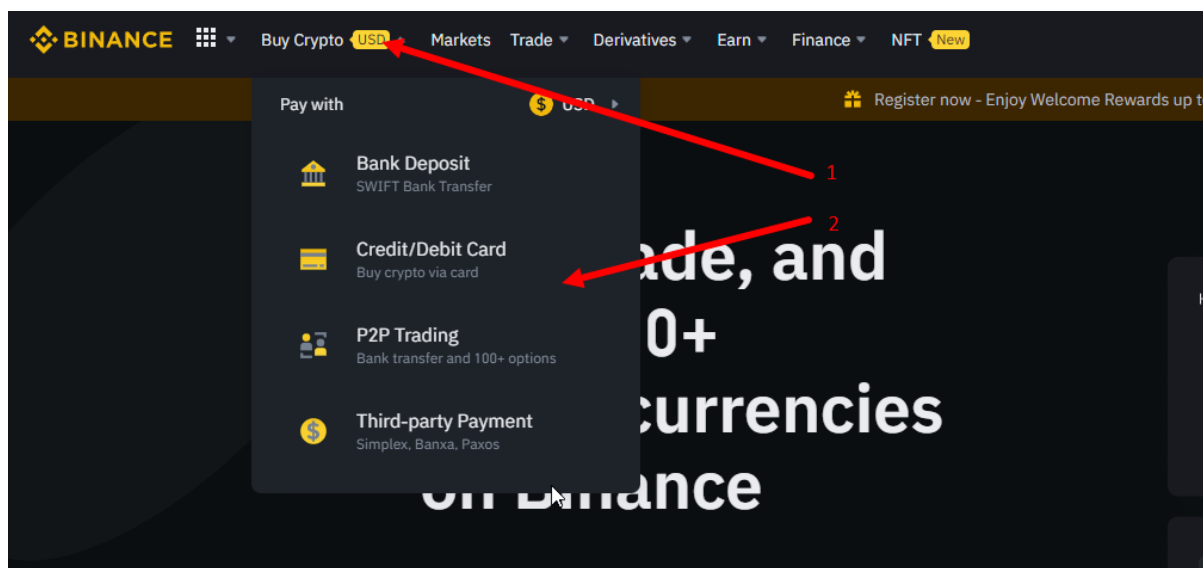 BINANCE Buy Crypto USD Markets Trade Derivatives Earn Finance NFT New
Pay with USD
Register now - Enjoy Welcome Rewards up
Bank Deposit
SWIFT Bank Transfer
1
2
Credit/Debit Card
Buy crypto via card
ade, and
P2P Trading
Bank transfer and 100+ options
0+
Third-party Payment
Simplex, Banxa, Paxos
currencies
on Binance